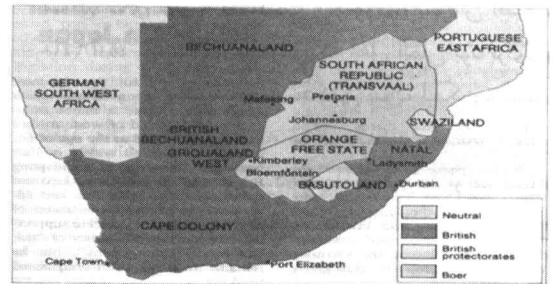 BECHUANALAND
PORTUGUESE
EAST AFRICA
SOUTH AFRICAN
REPUBLIC
(TRANSVAAL)
GERMAN
SOUTH WEST
AFRICA
Mafeking
Pretoria
Johannesburg
SWAZILAND
BRITISH
BECHUANALAND
GRIQUALAND
WEST
ORANGE
FREE STATE
NATAL
Ladysmith
Kimberley
Bloemfontein
BASUTOLAND
Durban
CAPE COLONY
Cape Town
Port Elizabeth
Neutral
British
British
protectorates
Boer